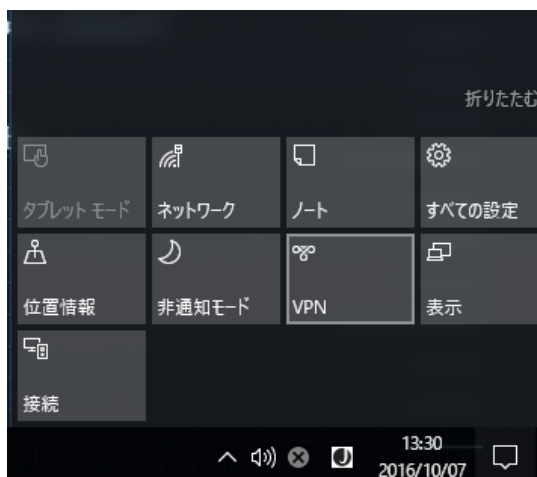 折りたたむ
タブレット モード
ネットワーク
ノート
すべての設定
位置情報
非通知モード
VPN
表示
接続
13:30
2016/10/07